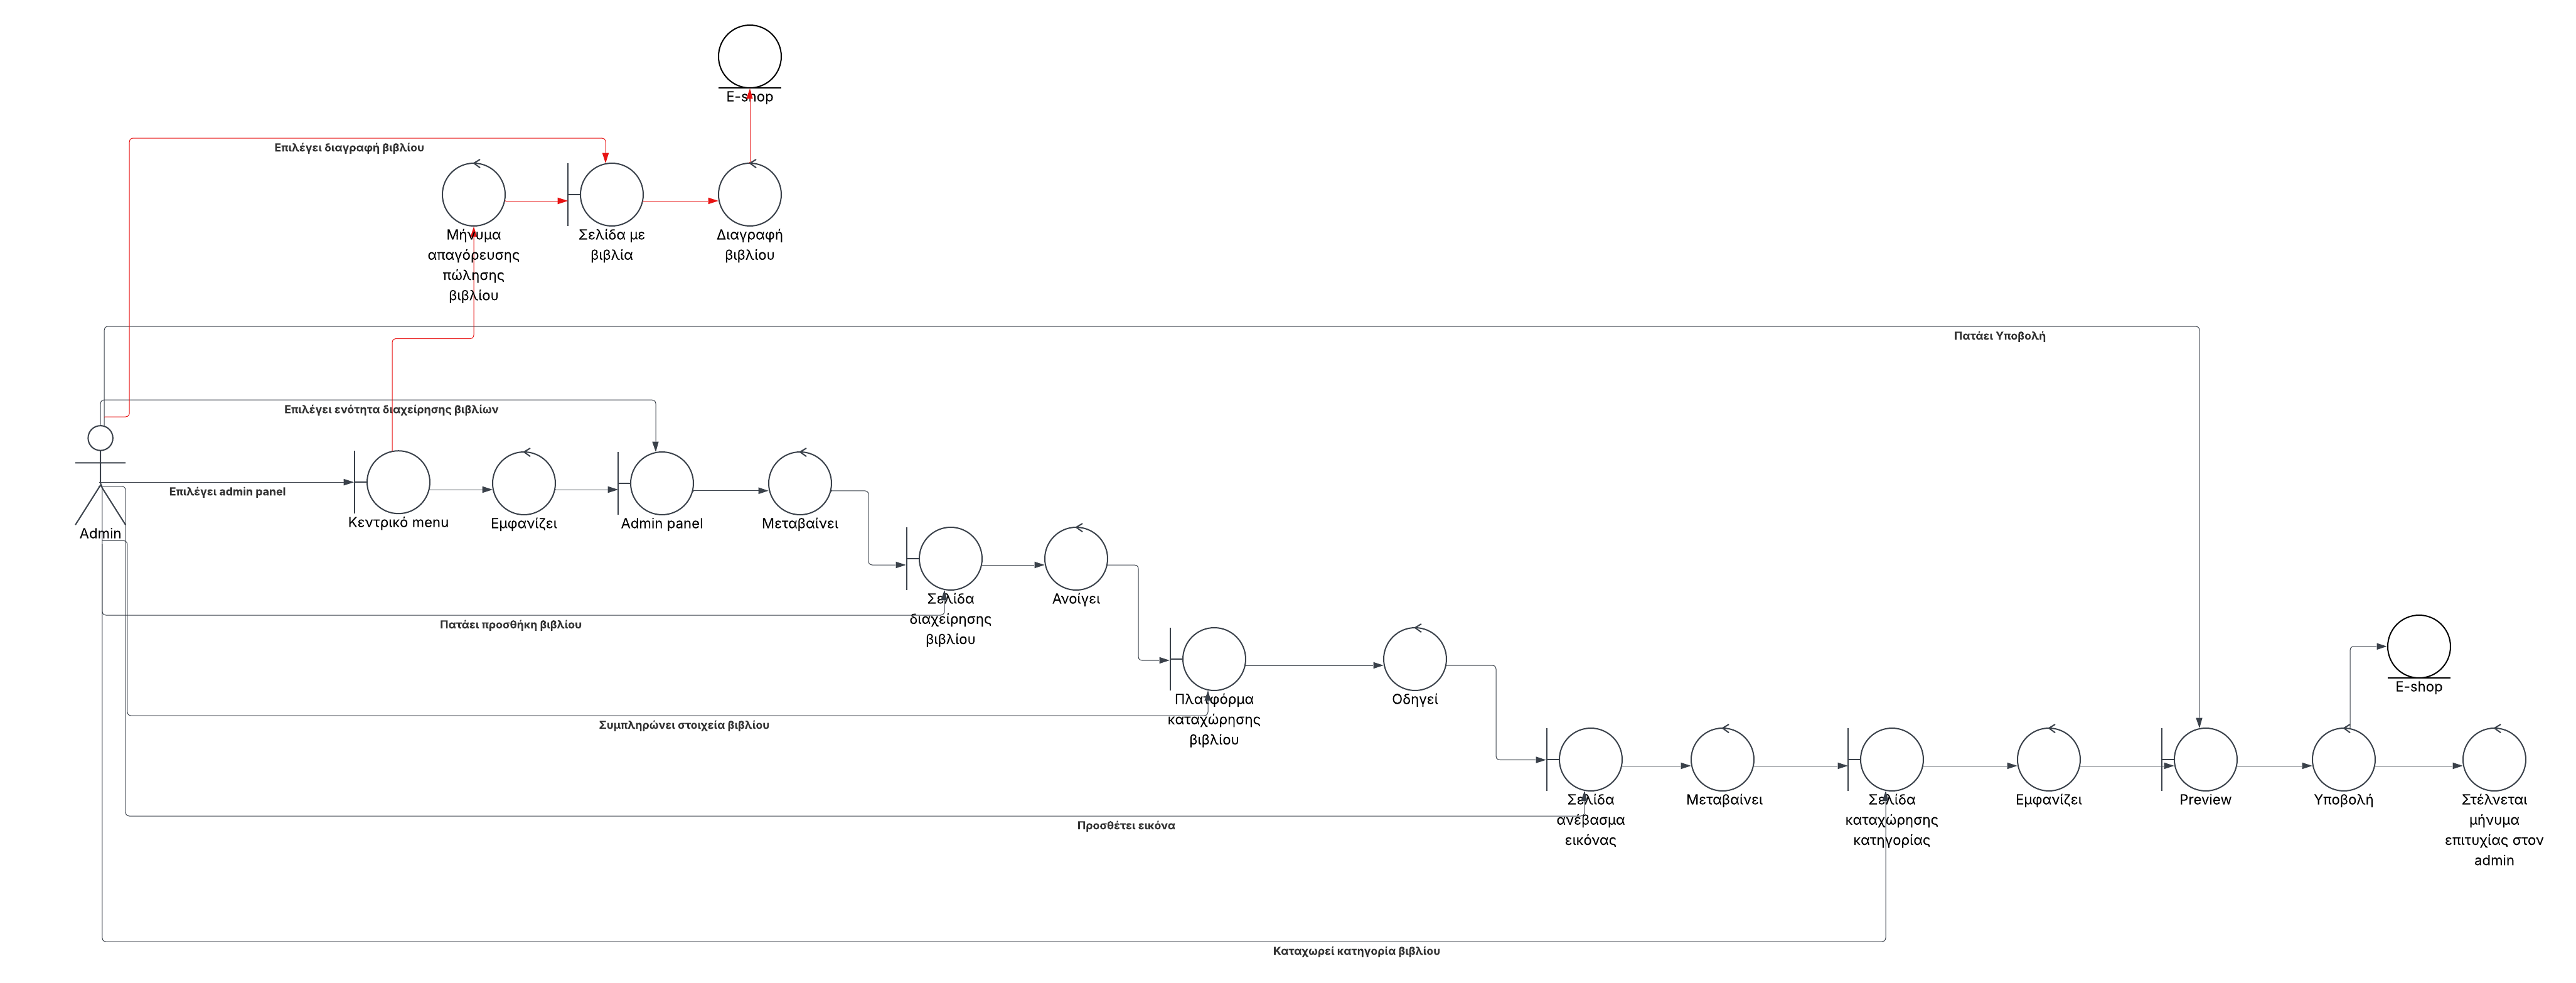 E-shop
Επιλέγει διαγραφή βιβλίου
Μήνυμα
απαγόρευσης
πώλησης
βιβλίου
Σελίδα με
βιβλία
Διαγραφή
βιβλίου
Πατάει Υποβολή
Επιλέγει ενότητα διαχείρησης βιβλίων
Επιλέγει admin panel
Admin
Κεντρικό menu
Εμφανίζει
Admin panel
Μεταβαίνει
Σελίδα
διαχείρησης
βιβλίου
Ανοίγει
Πατάει προσθήκη βιβλίου
Πλατφόρμα
καταχώρησης
βιβλίου
Οδηγεί
E-shop
Συμπληρώνει στοιχεία βιβλίου
Σελίδα
ανέβασμα
εικόνας
Μεταβαίνει
Σελίδα
καταχώρησης
κατηγορίας
Εμφανίζει
Preview
Υποβολή
Στέλνεται
μήνυμα
επιτυχίας στον
admin
Προσθέτει εικόνα
Καταχωρεί κατηγορία βιβλίου